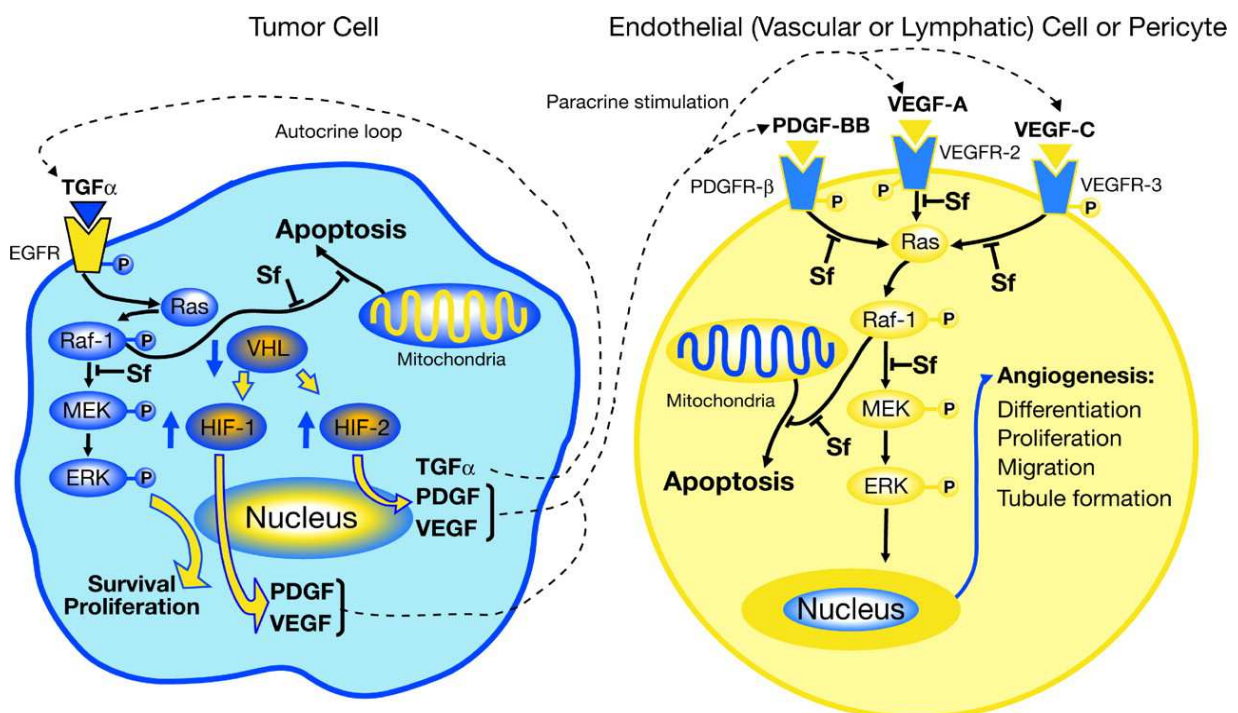 Tumor Cell
Endothelial (Vascular or Lymphatic) Cell or Pericyte
Autocrine loop
Paracrine stimulation
TGFα
EGFR
P
Ras
Raf-1
P
Sf
MEK
P
ERK
P
Survival
Proliferation
Apoptosis
Sf
Mitochondria
VHL
HIF-1
HIF-2
Nucleus
TGFα
PDGF
VEGF
PDGF
VEGF
PDGF-BB
VEGF-A
VEGF-C
PDGFR-β
P
VEGFR-2
P
VEGFR-3
P
Sf
Sf
Sf
Ras
Raf-1
P
Sf
MEK
P
ERK
P
Mitochondria
Sf
Apoptosis
Nucleus
Angiogenesis:
Differentiation
Proliferation
Migration
Tubule formation